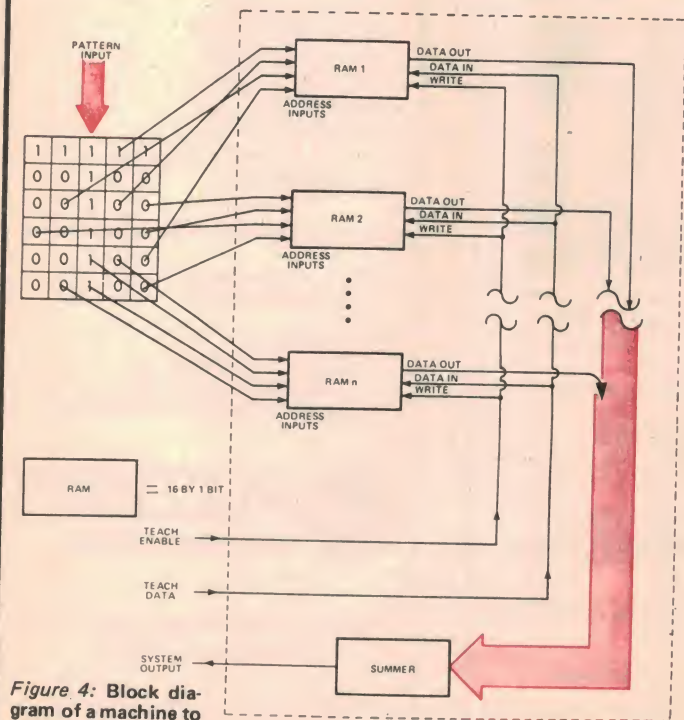 PATTERN
INPUT
1 1 1 1 1
0 0 1 0 0
0 0 1 0 0
0 0 1 0 0
0 0 1 0 0
0 0 1 0 0
RAM 1
ADDRESS
INPUTS
DATA OUT
DATA IN
WRITE
RAM 2
ADDRESS
INPUTS
DATA OUT
DATA IN
WRITE
RAM n
ADDRESS
INPUTS
DATA OUT
DATA IN
WRITE
RAM = 16 BY 1 BIT
TEACH
ENABLE
TEACH
DATA
SYSTEM
OUTPUT
SUMMER
Figure 4: Block dia-
gram of a machine to